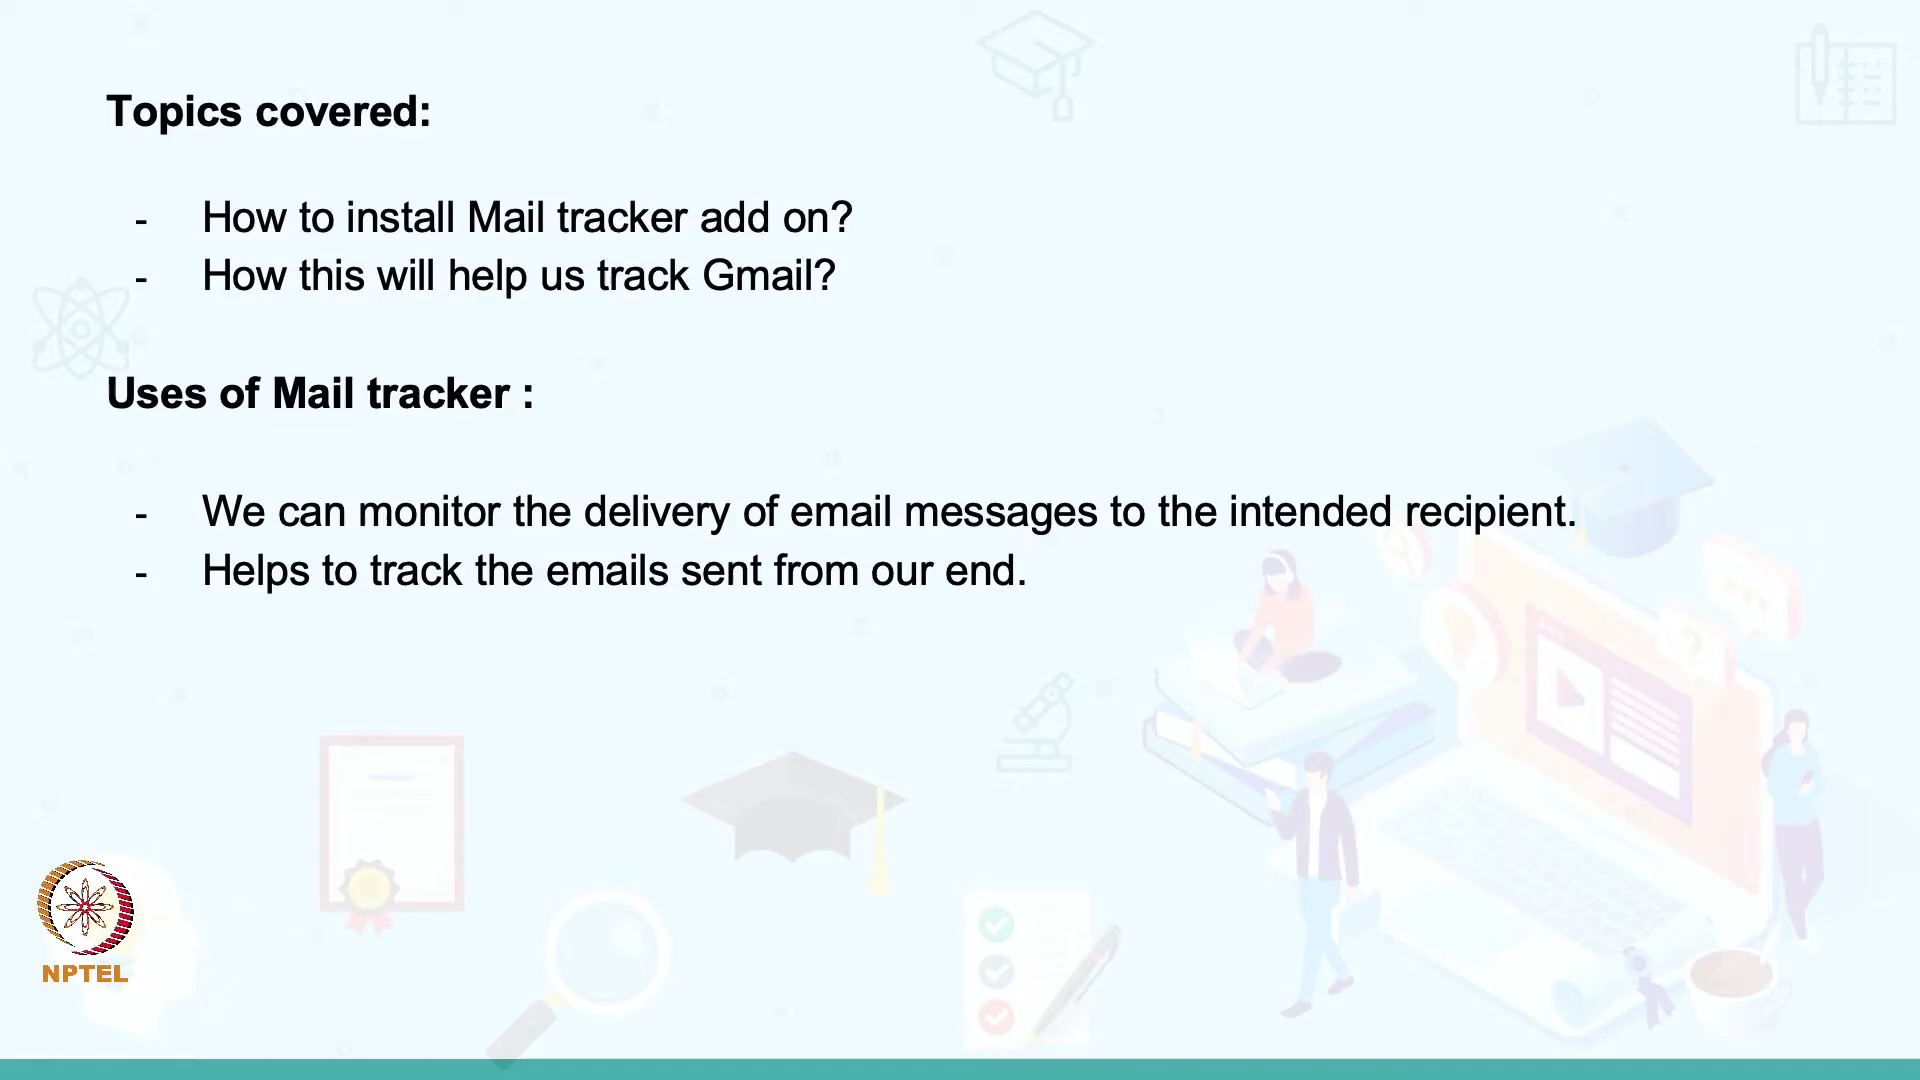 Topics covered:
- How to install Mail tracker add on?
- How this will help us track Gmail?
Uses of Mail tracker :
- We can monitor the delivery of email messages to the intended recipient.
- Helps to track the emails sent from our end.
NPTEL